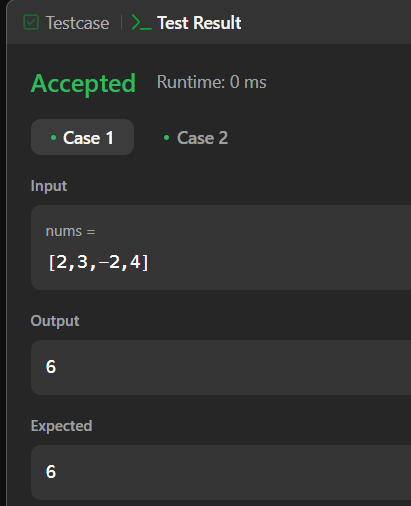 Testcase | >_ Test Result
Accepted Runtime: 0 ms
• Case 1 • Case 2
Input
nums =
[2,3,-2,4]
Output
6
Expected
6